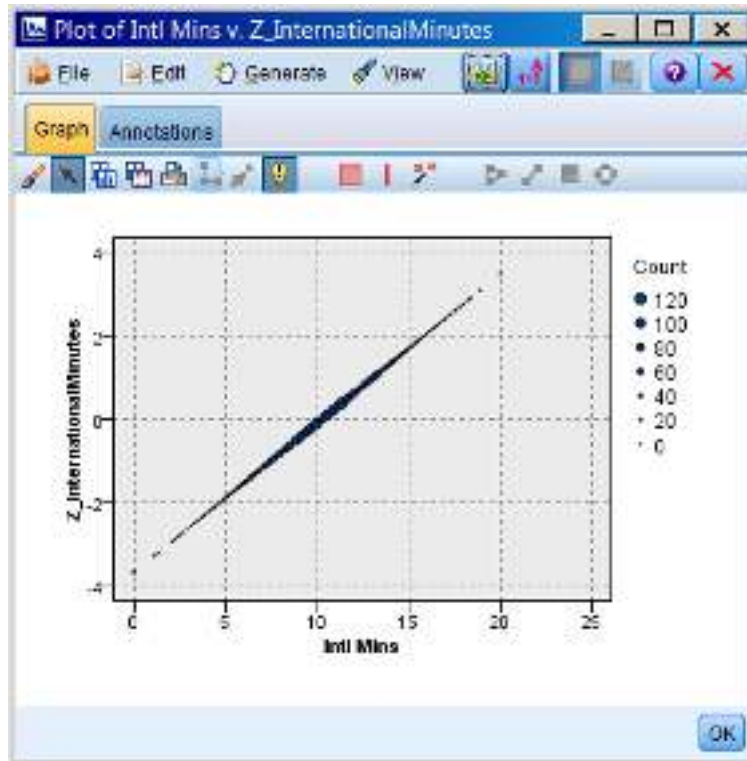 Plot of Intl Mins v. Z_InternationalMinutes
File Edit Generate View
Graph Annotations
Count
120
100
80
60
40
20
0
4
2
0
-2
-4
Z_InternationalMinutes
0 5 10 15 20 25
Intl Mins
OK